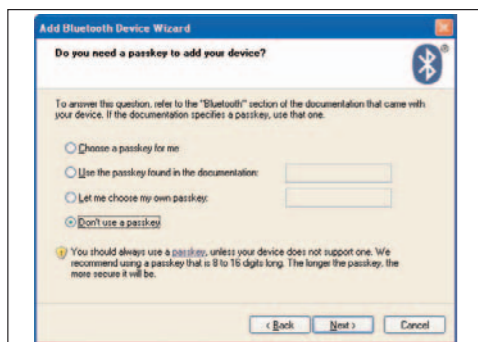 Add Bluetooth Device Wizard
Do you need a passkey to add your device?
®
To answer this question, refer to the "Bluetooth" section of the documentation that came with
your device. If the documentation specifies a passkey, use that one.
Choose a passkey for me
Use the passkey found in the documentation:
Let me choose my own passkey:
Don't use a passkey
You should always use a passkey, unless your device does not support one. We
recommend using a passkey that is 8 to 16 digits long. The longer the passkey, the
more secure it will be.
< Back Next > Cancel